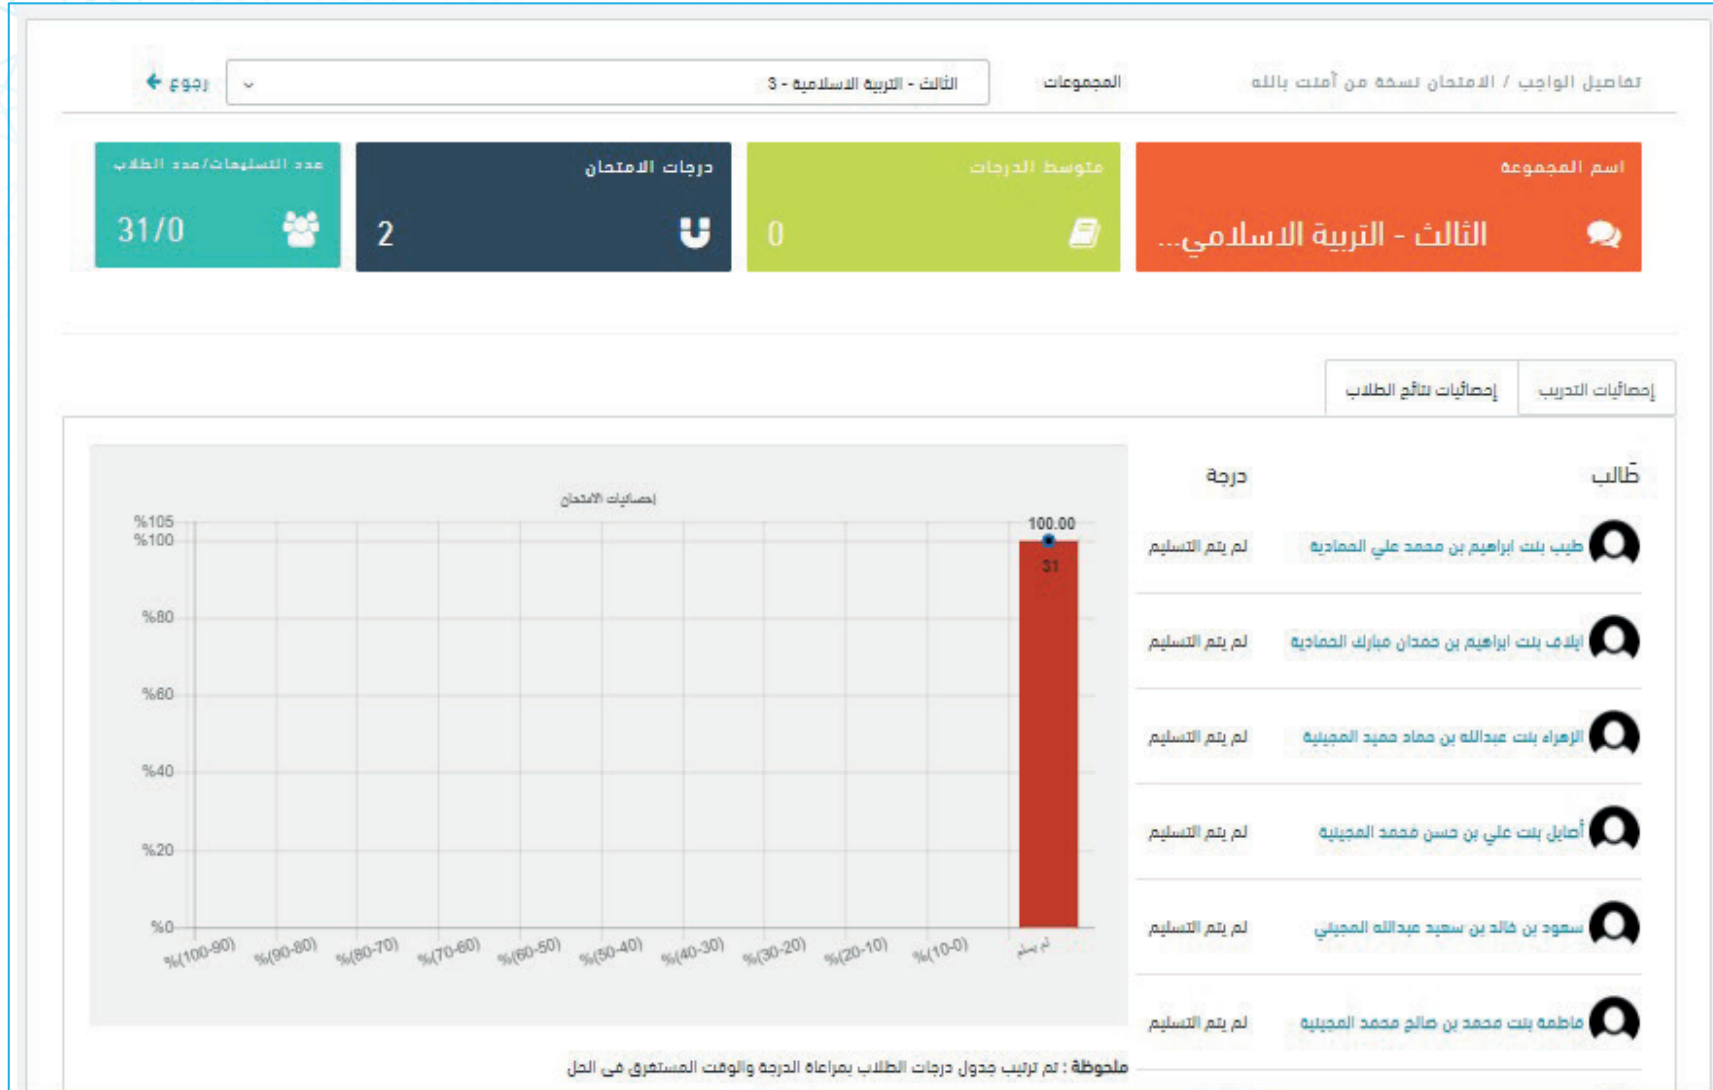 تفاصيل الواجب / الامتحان نسخة من آمنت بالله
المجموعات
الثالث - التربية الاسلامية - 3
رجوع
اسم المجموعة
الثالث - التربية الاسلامي...
متوسط الدرجات
0
درجات الامتحان
2
عدد التسليمات/عدد الطلاب
31/0
إحصائيات التدريب
إحصائيات نتائج الطلاب
طالب
درجة
طيب بنت ابراهيم بن محمد علي الحمادية
لم يتم التسليم
ايلاف بنت ابراهيم بن حمدان مبارك الحمادية
لم يتم التسليم
الزهراء بنت عبدالله بن حماد حميد المجينية
لم يتم التسليم
أصايل بنت علي بن حسن محمد المجينية
لم يتم التسليم
سعود بن خالد بن سعيد عبدالله المجيني
لم يتم التسليم
فاطمة بنت محمد بن صالح محمد المجينية
لم يتم التسليم
إحصائيات الامتحان
%105
%100
%80
%60
%40
%20
%0
100.00
31
لم يسلم
%(10-0)
%(20-10)
%(30-20)
%(40-30)
%(50-40)
%(60-50)
%(70-60)
%(80-70)
%(90-80)
%(100-90)
ملحوظة : تم ترتيب جدول درجات الطلاب بمراعاة الدرجة والوقت المستغرق في الحل